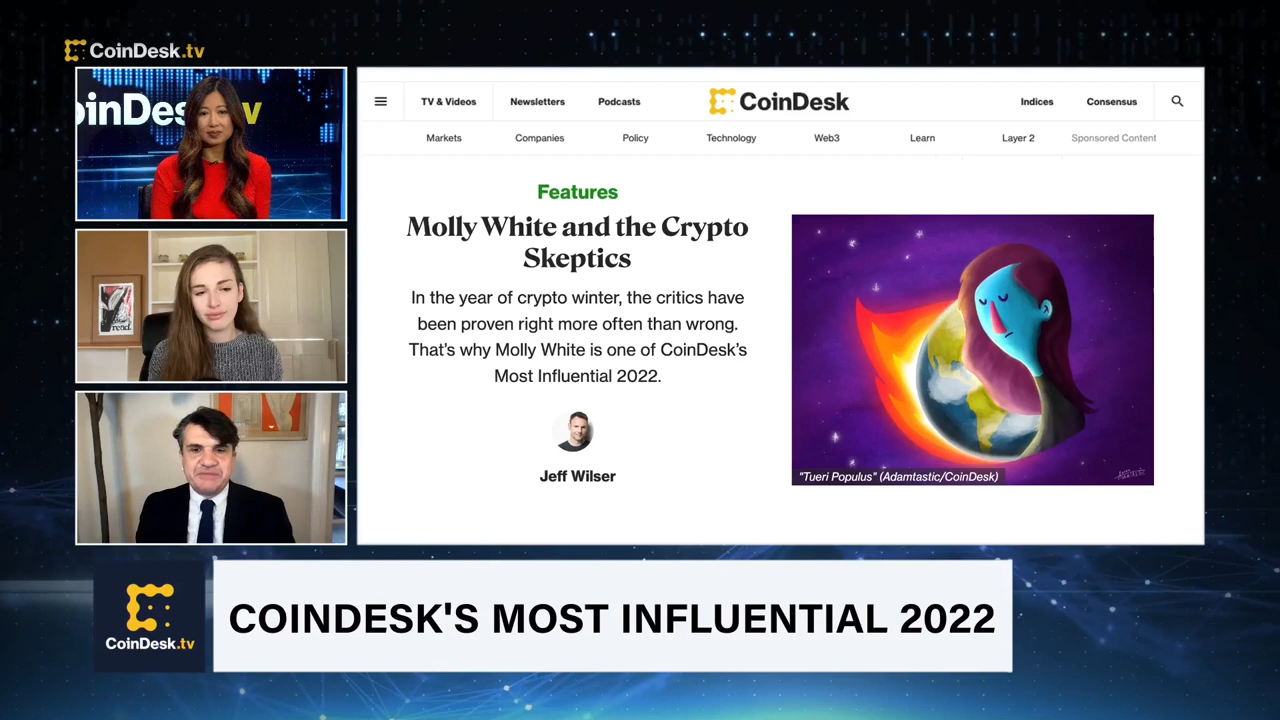 CoinDesk.tv
oinDes
v
read.
TV & Videos
Newsletters
Podcasts
CoinDesk
Indices
Consensus
Markets
Companies
Policy
Technology
Web3
Learn
Layer 2
Sponsored Content
Features
Molly White and the Crypto
Skeptics
In the year of crypto winter, the critics have
been proven right more often than wrong.
That's why Molly White is one of CoinDesk's
Most Influential 2022.
Jeff Wilser
"Tueri Populus" (Adamtastic/CoinDesk)
CoinDesk.tv
COINDESK'S MOST INFLUENTIAL 2022